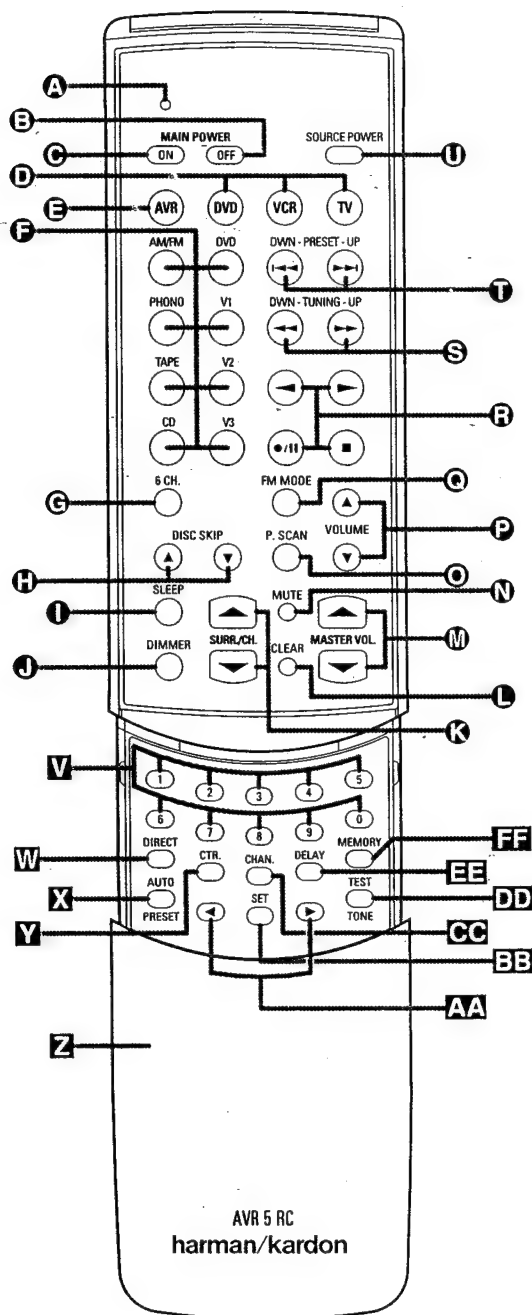 A
B
MAIN POWER
SOURCE POWER
C
ON
OFF
U
D
E
AVR
DVD
VCR
TV
F
AM/FM
DVD
DWN - PRESET - UP
T
PHONO
V1
DWN - TUNING - UP
S
TAPE
V2
R
CD
V3
6 CH.
FM MODE
Q
G
DISC SKIP
P. SCAN
VOLUME
P
H
O
SLEEP
MUTE
N
I
SURR./CH.
MASTER VOL.
M
J
DIMMER
CLEAR
L
K
V
1
2
3
4
5
6
7
8
9
0
DIRECT
MEMORY
FF
W
CTR.
CHAN.
DELAY
EE
X
AUTO
PRESET
SET
TEST
TONE
DD
Y
CC
BB
AA
Z
AVR 5 RC
harman/kardon